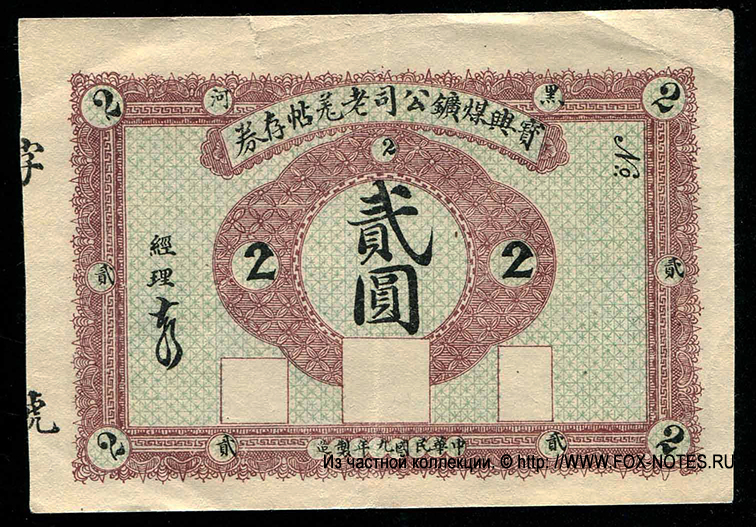 黑河
寶興煤鑛公司老羌帖存券
No.
2
2
2
貳圓
2
2
貳
貳
經理
字
號
2
2
貳
貳
中華民國九年製造
Из частной коллекции. © http: //WWW.FOX-NOTES.RU